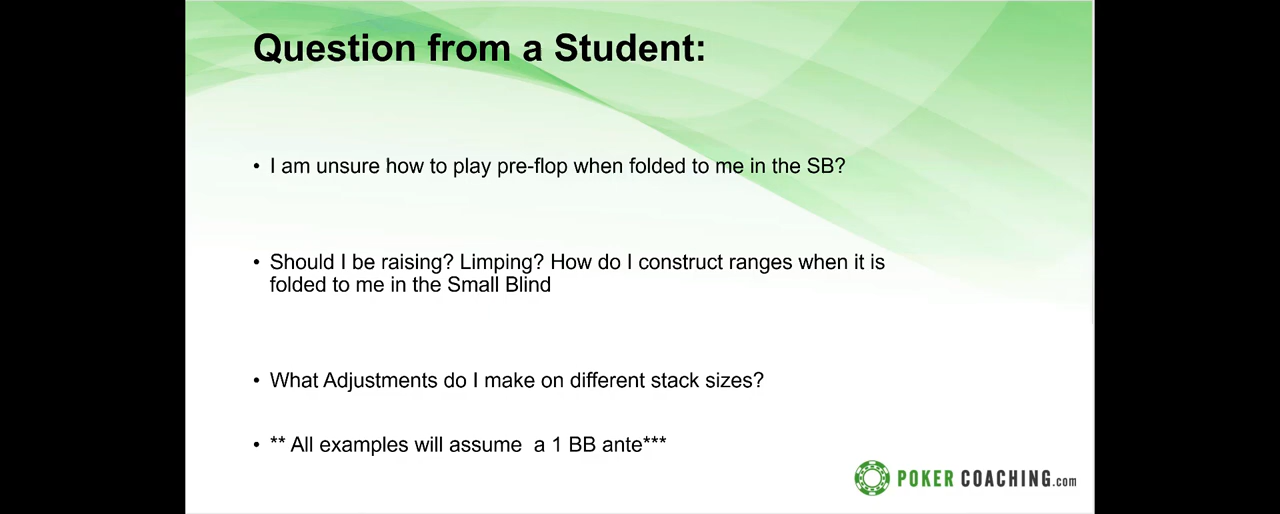 Question from a Student:
• I am unsure how to play pre-flop when folded to me in the SB?
• Should I be raising? Limping? How do I construct ranges when it is
folded to me in the Small Blind
• What Adjustments do I make on different stack sizes?
• ** All examples will assume  a 1 BB ante***
POKER COACHING.com